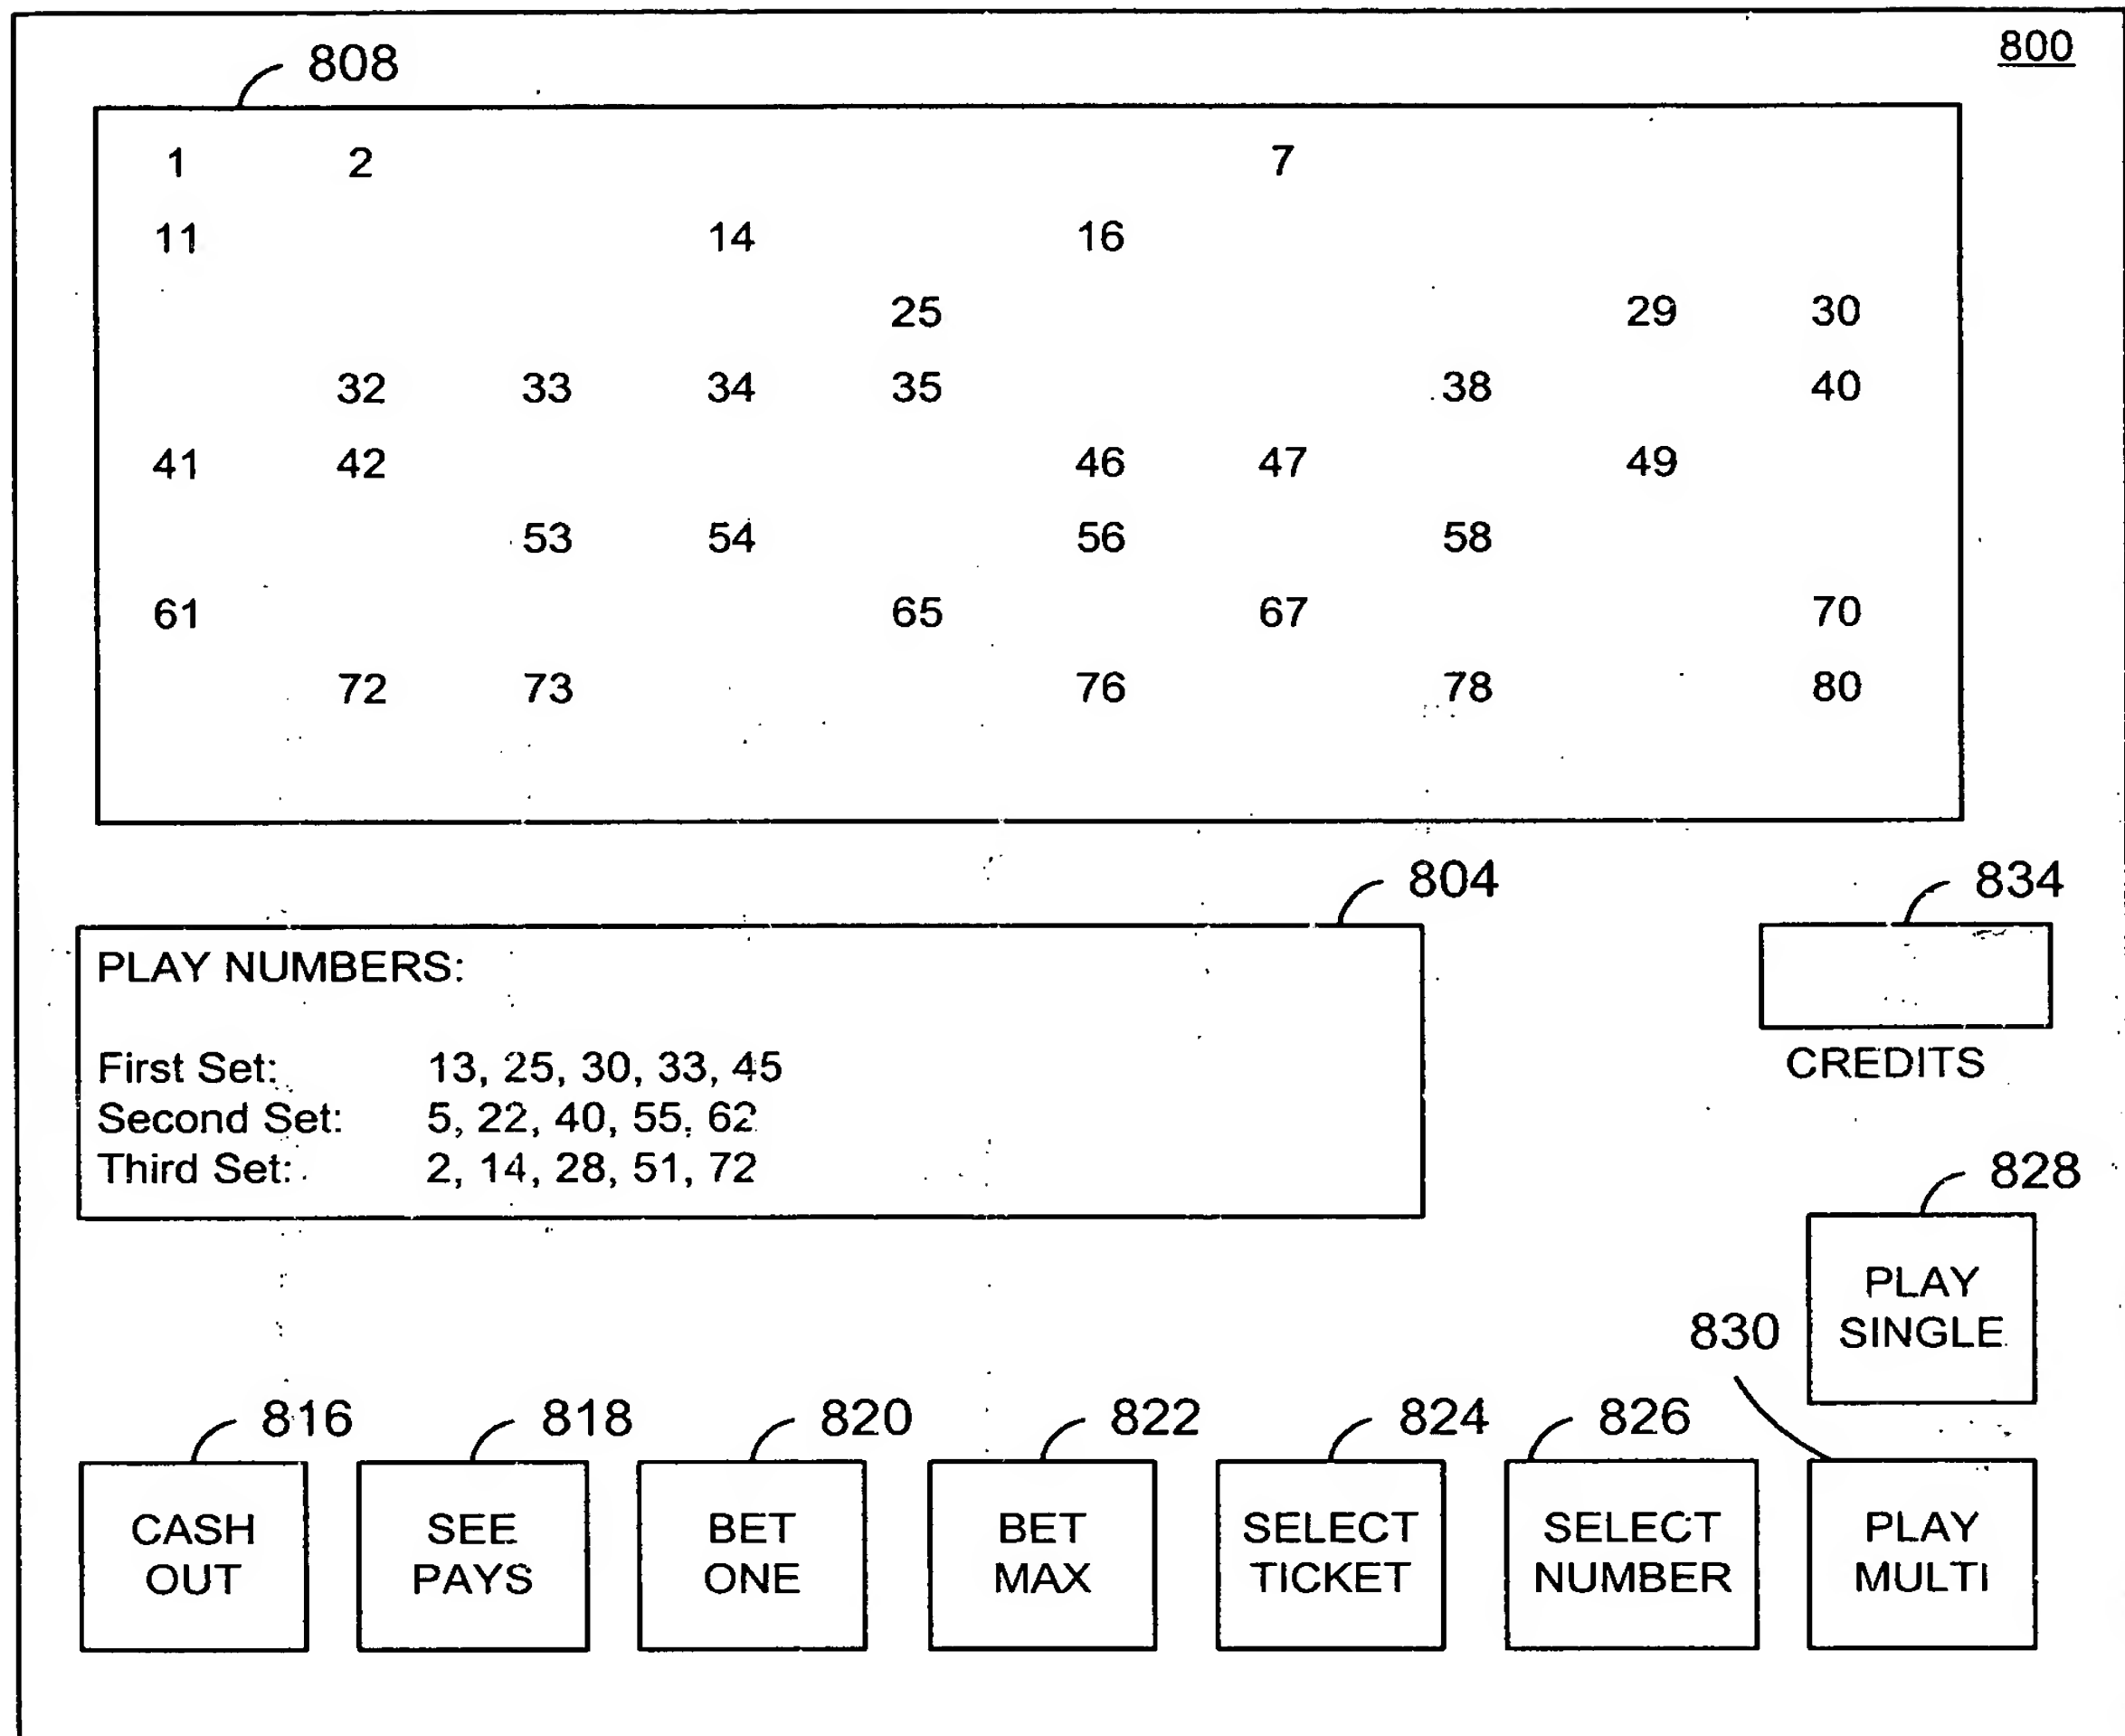 800
808
1 2 7
11 14 16
25 29 30
32 33 34 35 38 40
41 42 46 47 49
53 54 56 58
61 65 67 70
72 73 76 78 80
804
834
PLAY NUMBERS:
First Set: 13, 25, 30, 33, 45
Second Set: 5, 22, 40, 55, 62
Third Set: 2, 14, 28, 51, 72
CREDITS
828
PLAY
SINGLE
830
816 818 820 822 824 826
CASH OUT
SEE PAYS
BET ONE
BET MAX
SELECT TICKET
SELECT NUMBER
PLAY MULTI